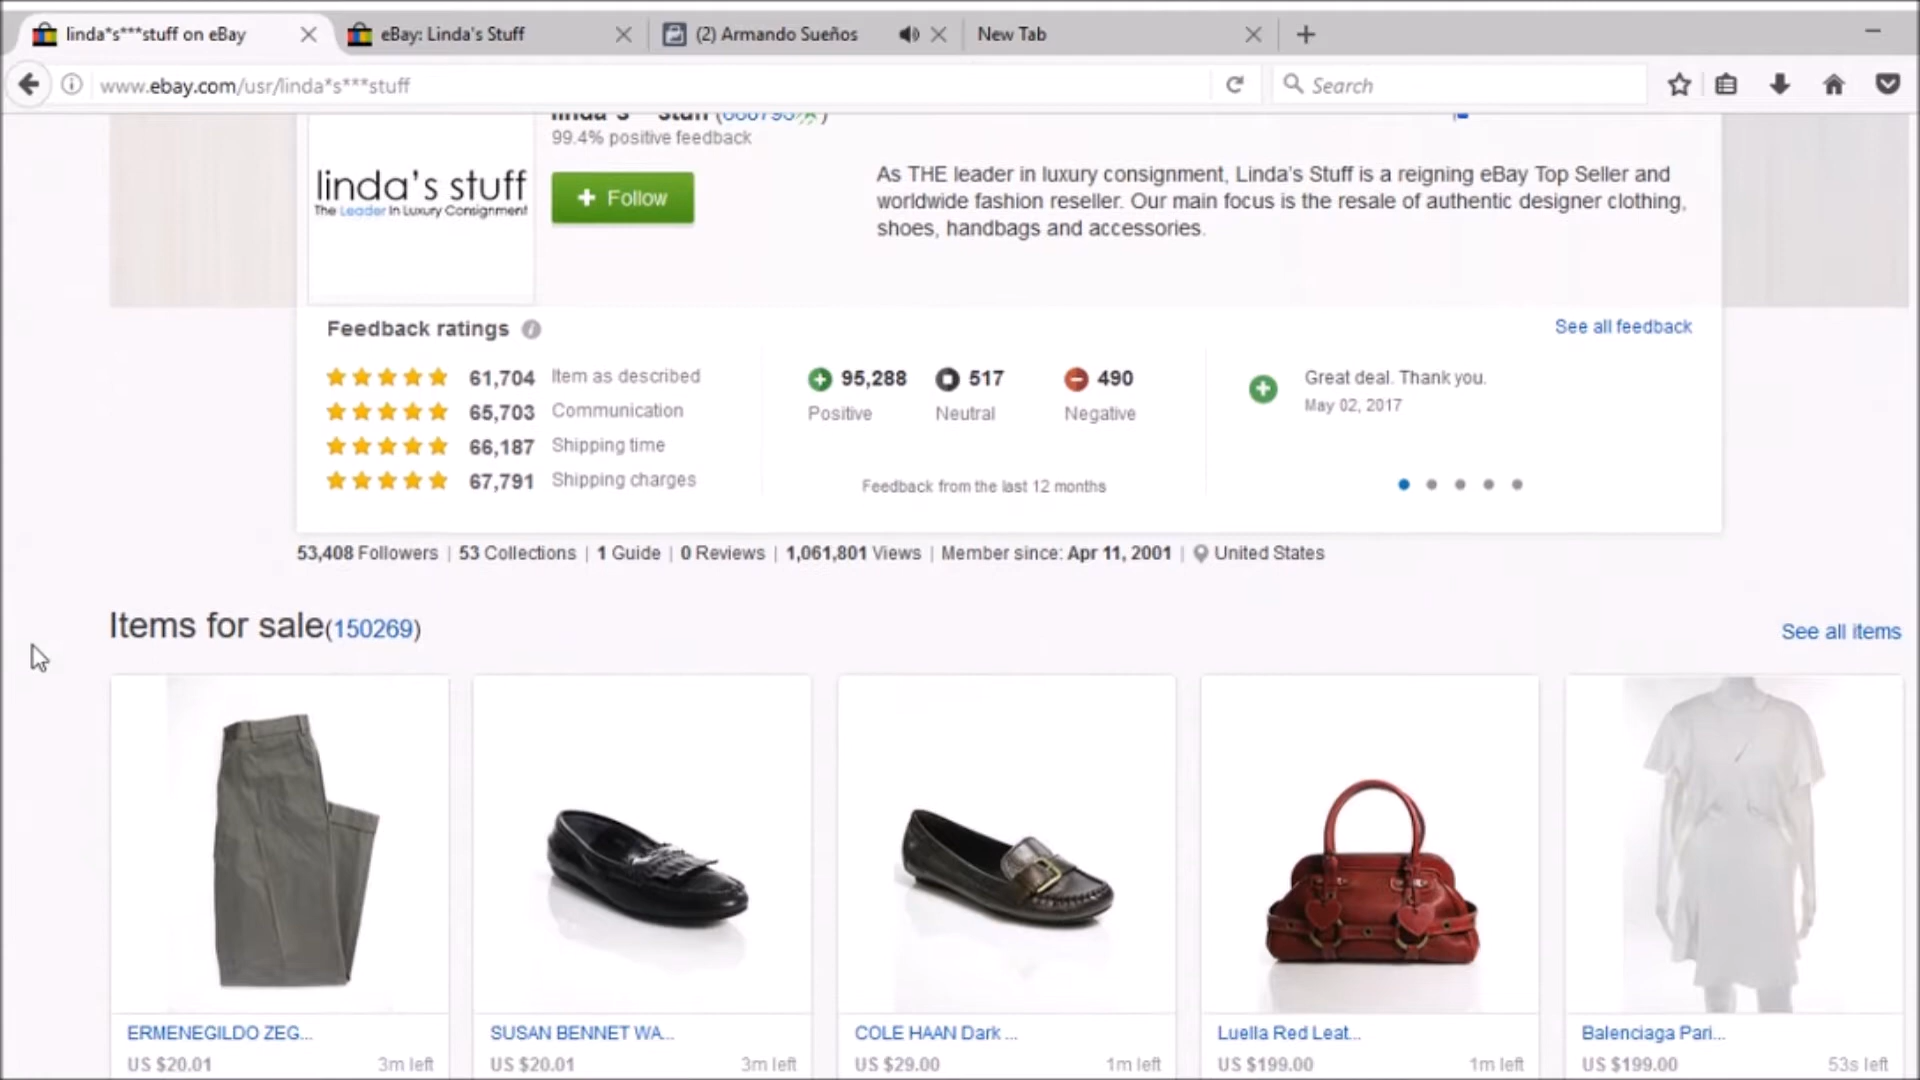 linda*s***stuff on eBay
eBay: Linda's Stuff
(2) Armando Sueños
New Tab
www.ebay.com/usr/linda*s***stuff
Search
99.4% positive feedback
linda's stuff
The Leader In Luxury Consignment
+ Follow
As THE leader in luxury consignment, Linda's Stuff is a reigning eBay Top Seller and
worldwide fashion reseller. Our main focus is the resale of authentic designer clothing,
shoes, handbags and accessories.
Feedback ratings
See all feedback
61,704 Item as described
65,703 Communication
66,187 Shipping time
67,791 Shipping charges
95,288 517 490
Positive Neutral Negative
Feedback from the last 12 months
Great deal. Thank you.
May 02, 2017
53,408 Followers | 53 Collections | 1 Guide | 0 Reviews | 1,061,801 Views | Member since: Apr 11, 2001 | United States
Items for sale(150269)
See all items
ERMENEGILDO ZEG...
US $20.01 3m left
SUSAN BENNET WA...
US $20.01 3m left
COLE HAAN Dark ...
US $29.00 1m left
Luella Red Leat...
US $199.00 1m left
Balenciaga Pari...
US $199.00 53s left